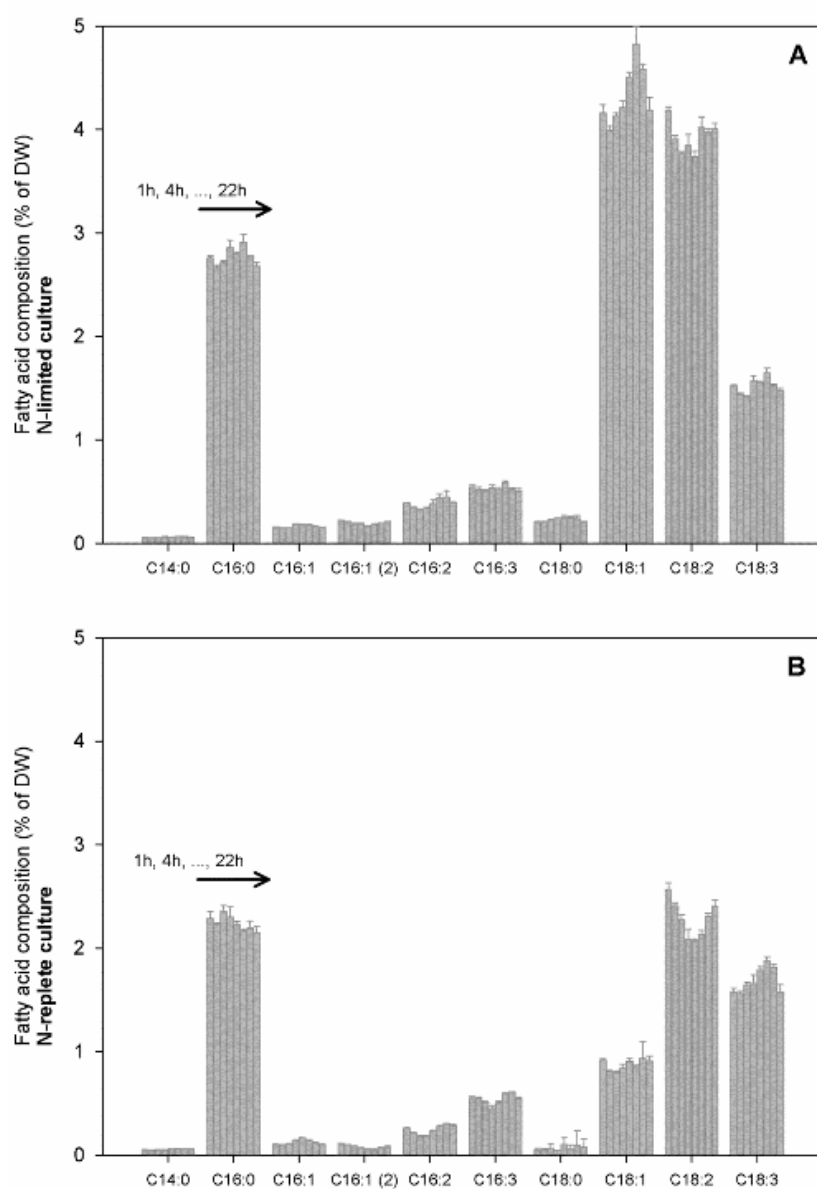 5
A
4
Fatty acid composition (% of DW)
N-limited culture
1h, 4h, ..., 22h
3
2
1
0
C14:0 C16:0 C16:1 C16:1 (2) C16:2 C16:3 C18:0 C18:1 C18:2 C18:3
5
B
4
Fatty acid composition (% of DW)
N-replete culture
3
1h, 4h, ..., 22h
2
1
0
C14:0 C16:0 C16:1 C16:1 (2) C16:2 C16:3 C18:0 C18:1 C18:2 C18:3